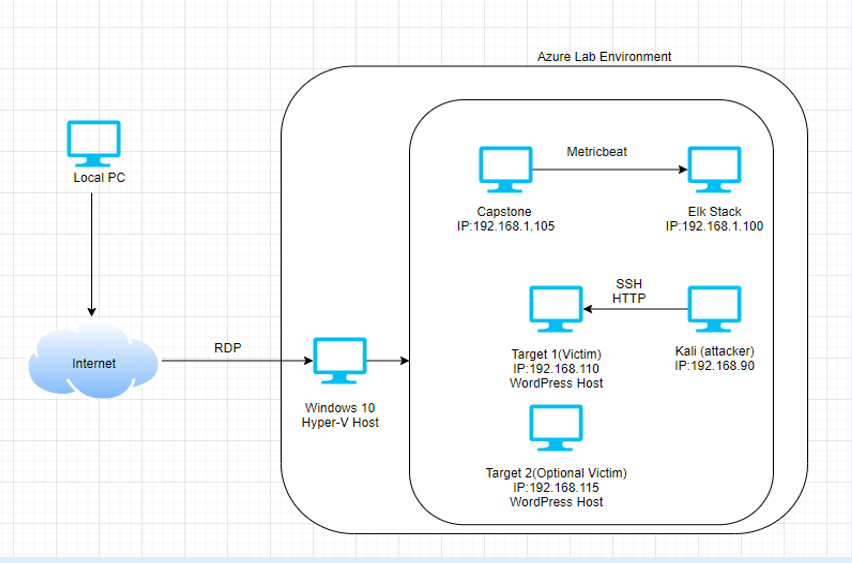 Azure Lab Environment
Local PC
Metricbeat
Capstone
IP:192.168.1.105
Elk Stack
IP:192.168.1.100
SSH
HTTP
Internet
RDP
Target 1(Victim)
IP:192.168.110
WordPress Host
Kali (attacker)
IP:192.168.90
Windows 10
Hyper-V Host
Target 2(Optional Victim)
IP:192.168.115
WordPress Host